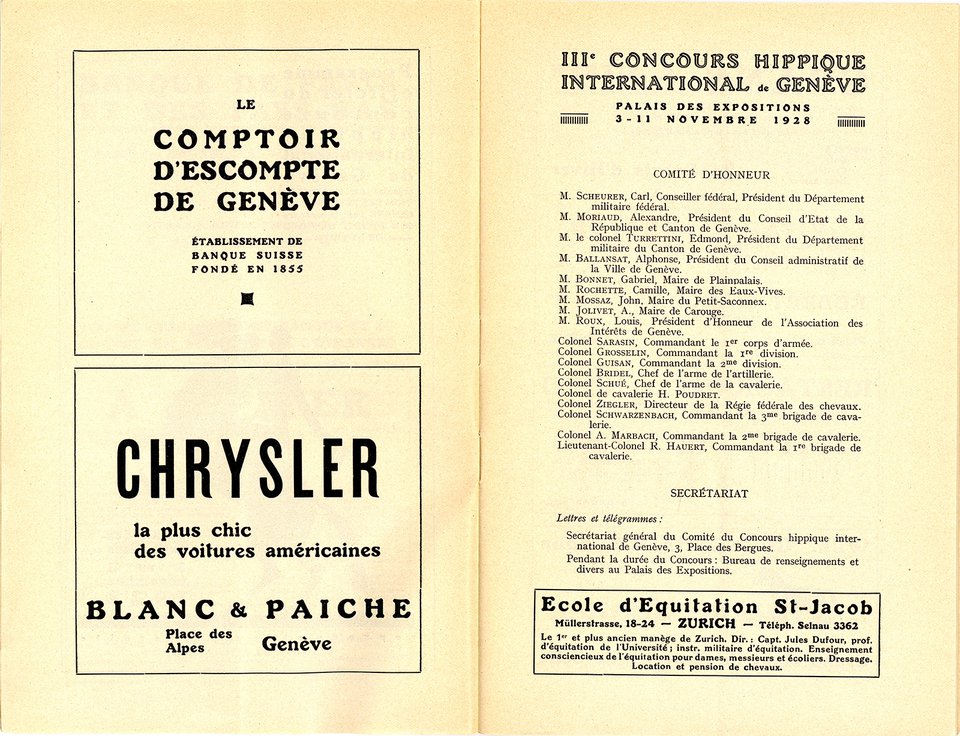 LE
COMPTOIR
D'ESCOMPTE
DE GENÈVE
ÉTABLISSEMENT DE
BANQUE SUISSE
FONDÉ EN 1855
CHRYSLER
la plus chic
des voitures américaines
BLANC & PAICHE
Place des
Alpes
Genève
IIIe CONCOURS HIPPIQUE
INTERNATIONAL de GENÈVE
PALAIS DES EXPOSITIONS
3-11 NOVEMBRE 1928
COMITÉ D'HONNEUR
M. SCHEURER, Carl, Conseiller fédéral, Président du Département
militaire fédéral.
M. MORIAUD, Alexandre, Président du Conseil d'Etat de la
République et Canton de Genève.
M. le colonel TURRETTINI, Edmond, Président du Département
militaire du Canton de Genève.
M. BALLANSAT, Alphonse, Président du Conseil administratif de
la Ville de Genève.
M. BONNET, Gabriel, Maire de Plainpalais.
M. ROCHETTE, Camille, Maire des Eaux-Vives.
M. MOSSAZ, John, Maire du Petit-Saconnex.
M. JOLIVET, A., Maire de Carouge.
M. ROUX, Louis, Président d'Honneur de l'Association des
Intérêts de Genève.
Colonel SARASIN, Commandant le 1er corps d'armée.
Colonel GROSSELIN, Commandant la 1re division.
Colonel GUISAN, Commandant la 2me division.
Colonel BRIDEL, Chef de l'arme de l'artillerie.
Colonel SCHUÉ, Chef de l'arme de la cavalerie.
Colonel de cavalerie H. POUDRET.
Colonel ZIEGLER, Directeur de la Régie fédérale des chevaux.
Colonel SCHWARZENBACH, Commandant la 3me brigade de cava-
lerie.
Colonel A. MARBACH, Commandant la 2me brigade de cavalerie.
Lieutenant-Colonel R. HAUERT, Commandant la 1re brigade de
cavalerie.
SECRÉTARIAT
Lettres et télégrammes :
Secrétariat général du Comité du Concours hippique inter-
national de Genève, 3, Place des Bergues.
Pendant la durée du Concours : Bureau de renseignements et
divers au Palais des Expositions.
Ecole d'Equitation St-Jacob
Müllerstrasse, 18-24 — ZURICH — Téléph. Selnau 3362
Le 1er et plus ancien manège de Zurich. Dir. : Capt. Jules Dufour, prof.
d'équitation de l'Université ; instr. militaire d'équitation. Enseignement
consciencieux de l'équitation pour dames, messieurs et écoliers. Dressage.
Location et pension de chevaux.